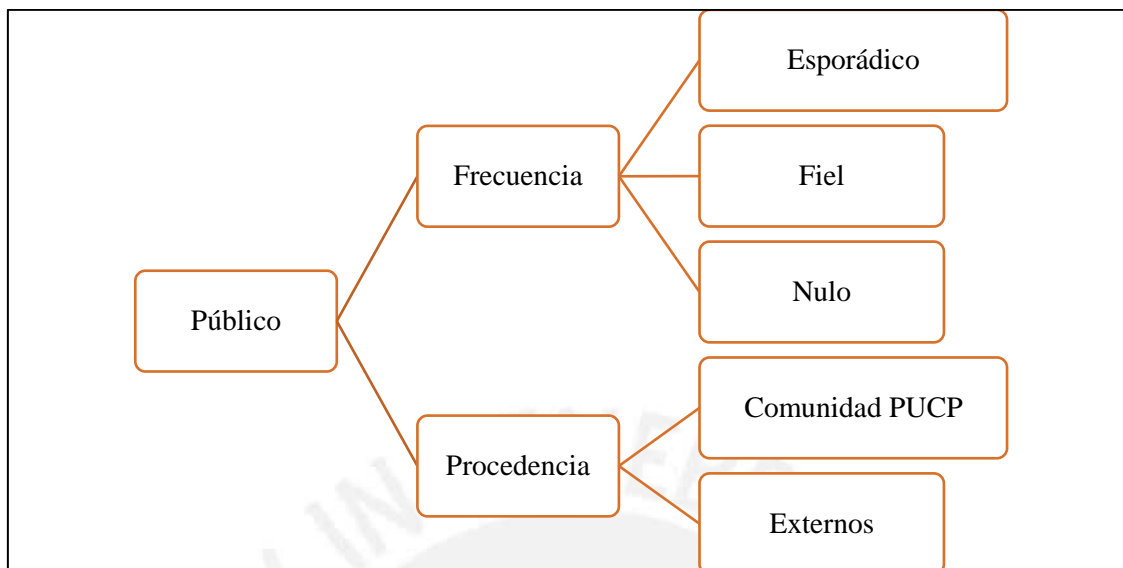 Público
Frecuencia
Esporádico
Fiel
Nulo
Procedencia
Comunidad PUCP
Externos